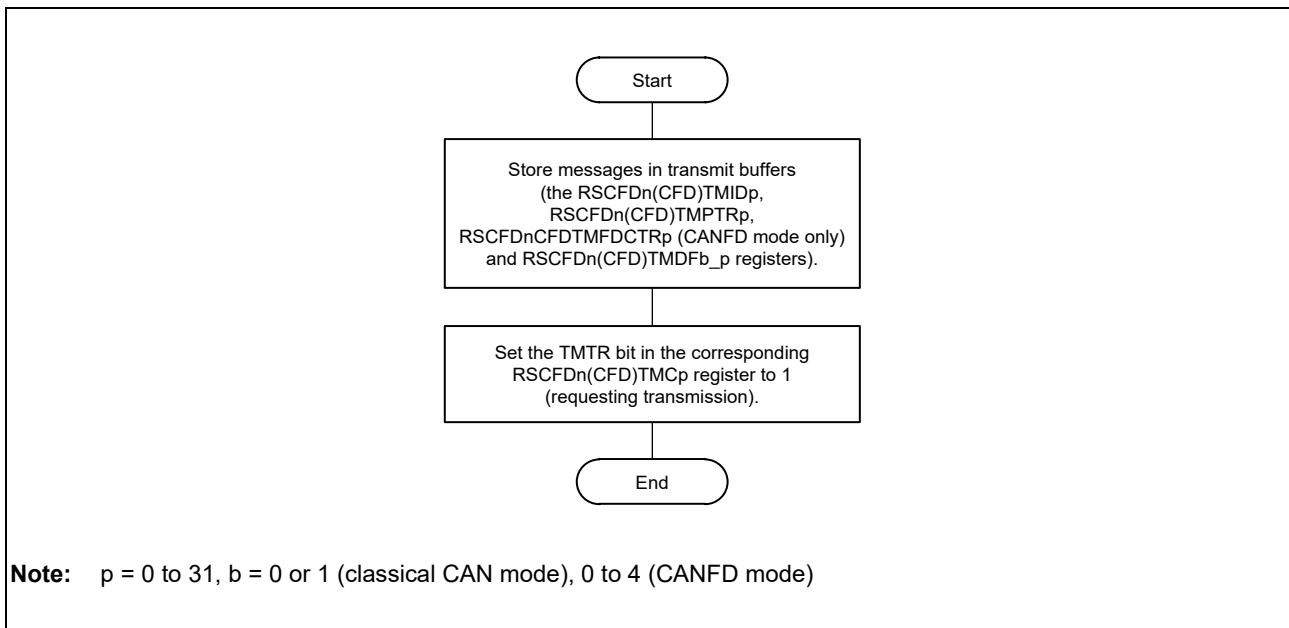 Start
Store messages in transmit buffers
(the RSCFDn(CFD)TMIDp,
RSCFDn(CFD)TMPTRp,
RSCFDnCFDTMFDCTRp (CANFD mode only)
and RSCFDn(CFD)TMDFb_p registers).
Set the TMTR bit in the corresponding
RSCFDn(CFD)TMCp register to 1
(requesting transmission).
End
Note: p = 0 to 31, b = 0 or 1 (classical CAN mode), 0 to 4 (CANFD mode)